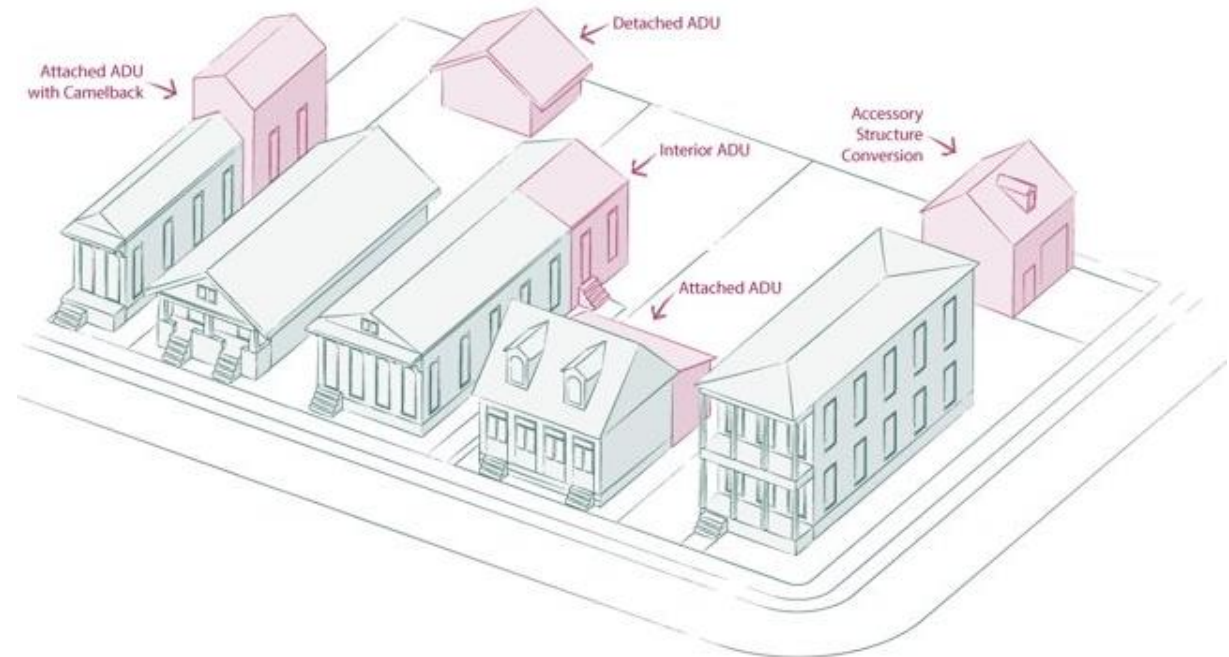 Detached ADU
Attached ADU
with Camelback
Accessory
Structure
Conversion
Interior ADU
Attached ADU